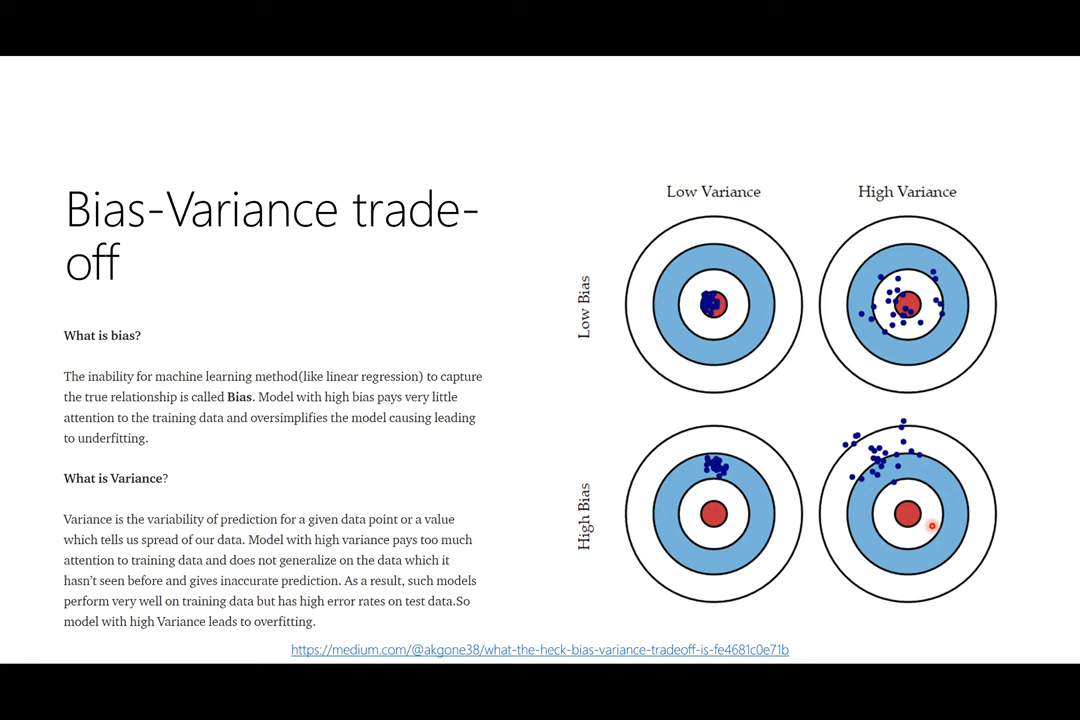 Bias-Variance trade-
off
What is bias?
The inability for machine learning method(like linear regression) to capture
the true relationship is called Bias. Model with high bias pays very little
attention to the training data and oversimplifies the model causing leading
to underfitting.
What is Variance?
Variance is the variability of prediction for a given data point or a value
which tells us spread of our data. Model with high variance pays too much
attention to training data and does not generalize on the data which it
hasn't seen before and gives inaccurate prediction. As a result, such models
perform very well on training data but has high error rates on test data.So
model with high Variance leads to overfitting.
Low Variance
High Variance
Low Bias
High Bias
https://medium.com/@akgone38/what-the-heck-bias-variance-tradeoff-is-fe4681c0e71b